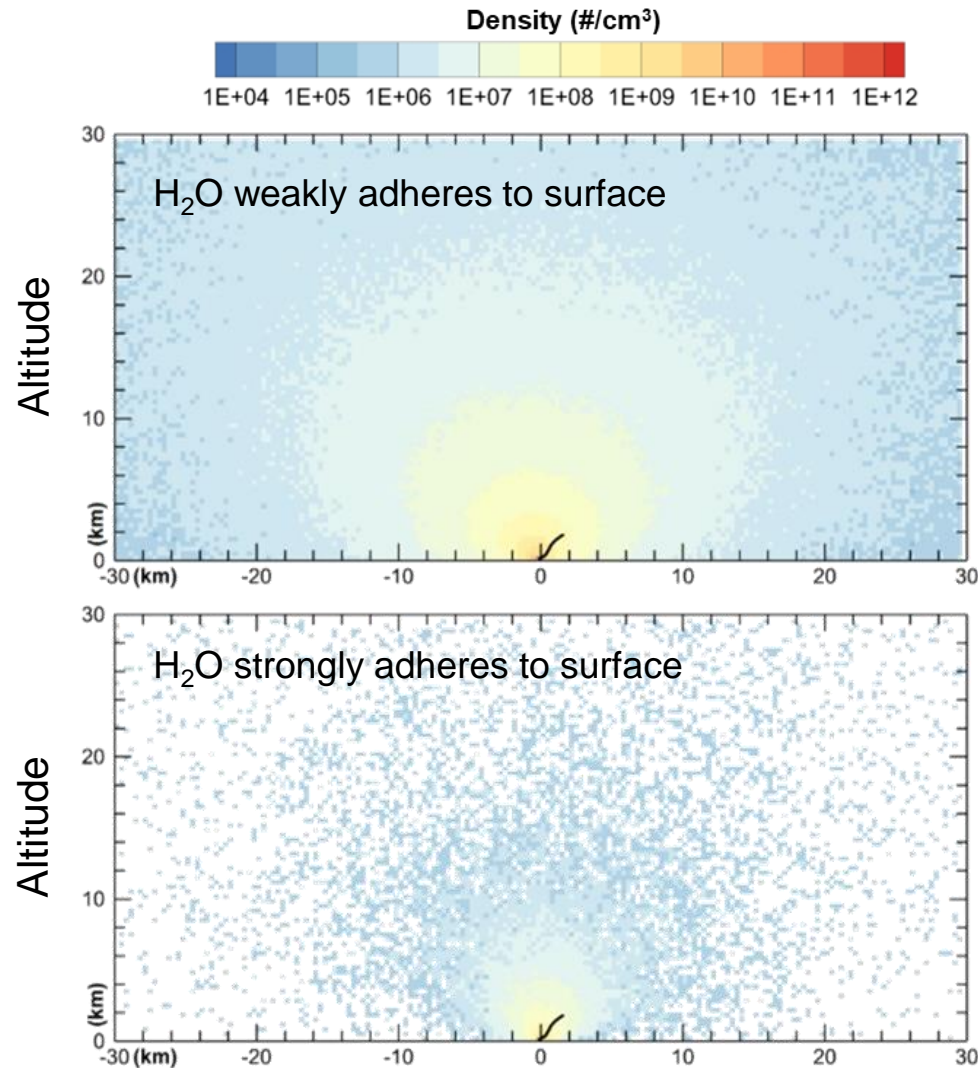 Density (#/cm³)
1E+04 1E+05 1E+06 1E+07 1E+08 1E+09 1E+10 1E+11 1E+12
30
H₂O weakly adheres to surface
20
Altitude
10
(km)
0
-30 (km) -20 -10 0 10 20 30
30
H₂O strongly adheres to surface
20
Altitude
10
(km)
0
-30 (km) -20 -10 0 10 20 30